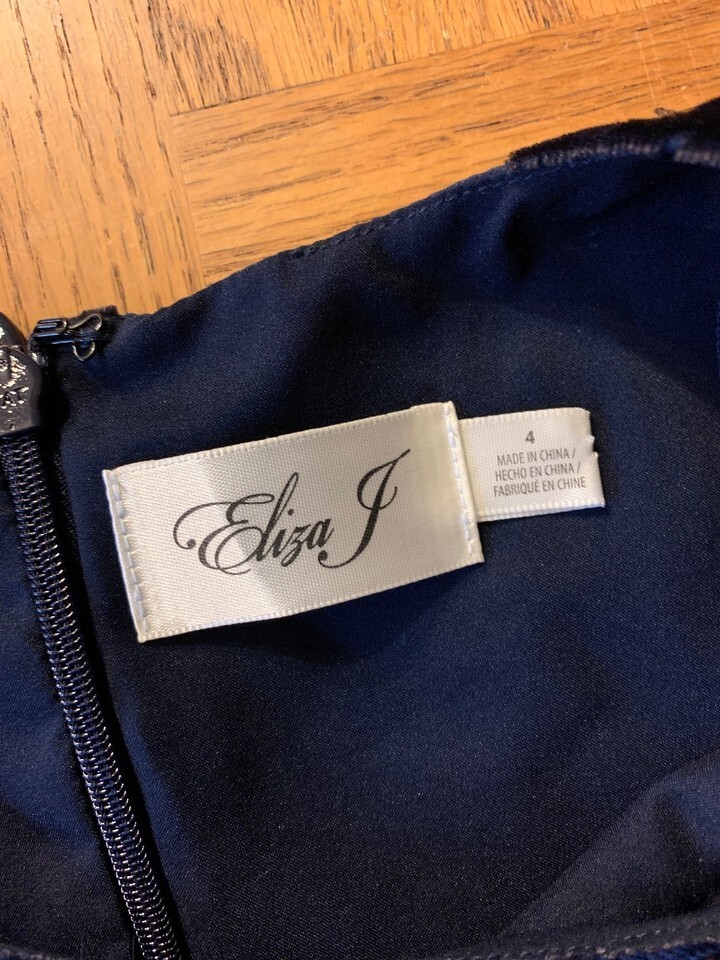 Eliza J
4
MADE IN CHINA /
HECHO EN CHINA /
FABRIQUÉ EN CHINE